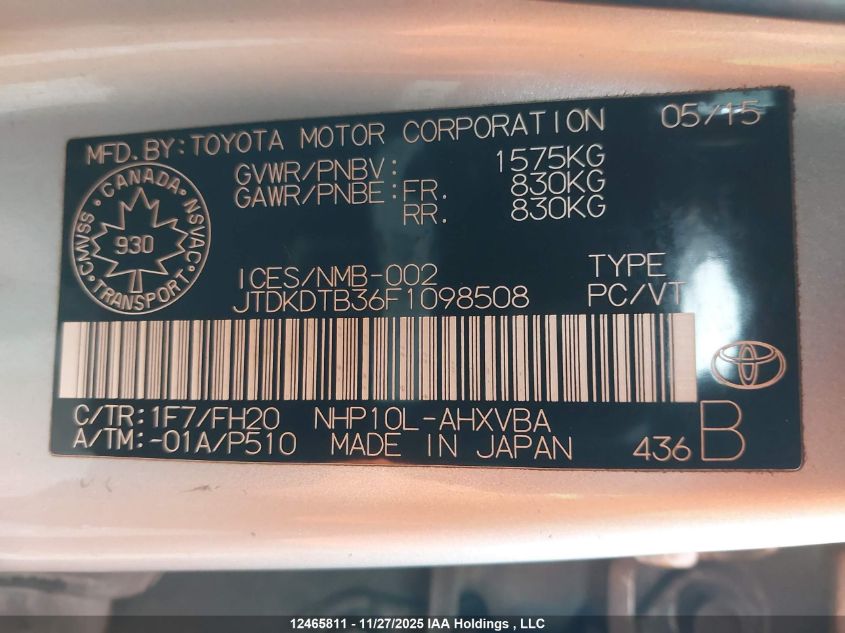 MFD.BY:TOYOTA MOTOR CORPORATION 05/15
GVWR/PNBV: 1575KG
GAWR/PNBE:FR. 830KG
RR. 830KG
CANADA
CMVSS NSVAC
930
TRANSPORT
ICES/NMB-002 TYPE
JTDKDTB36F1098508 PC/VT
C/TR:1F7/FH20 NHP10L-AHXVBA
A/TM:-01A/P510 MADE IN JAPAN 436 B
12465811 - 11/27/2025 IAA Holdings , LLC